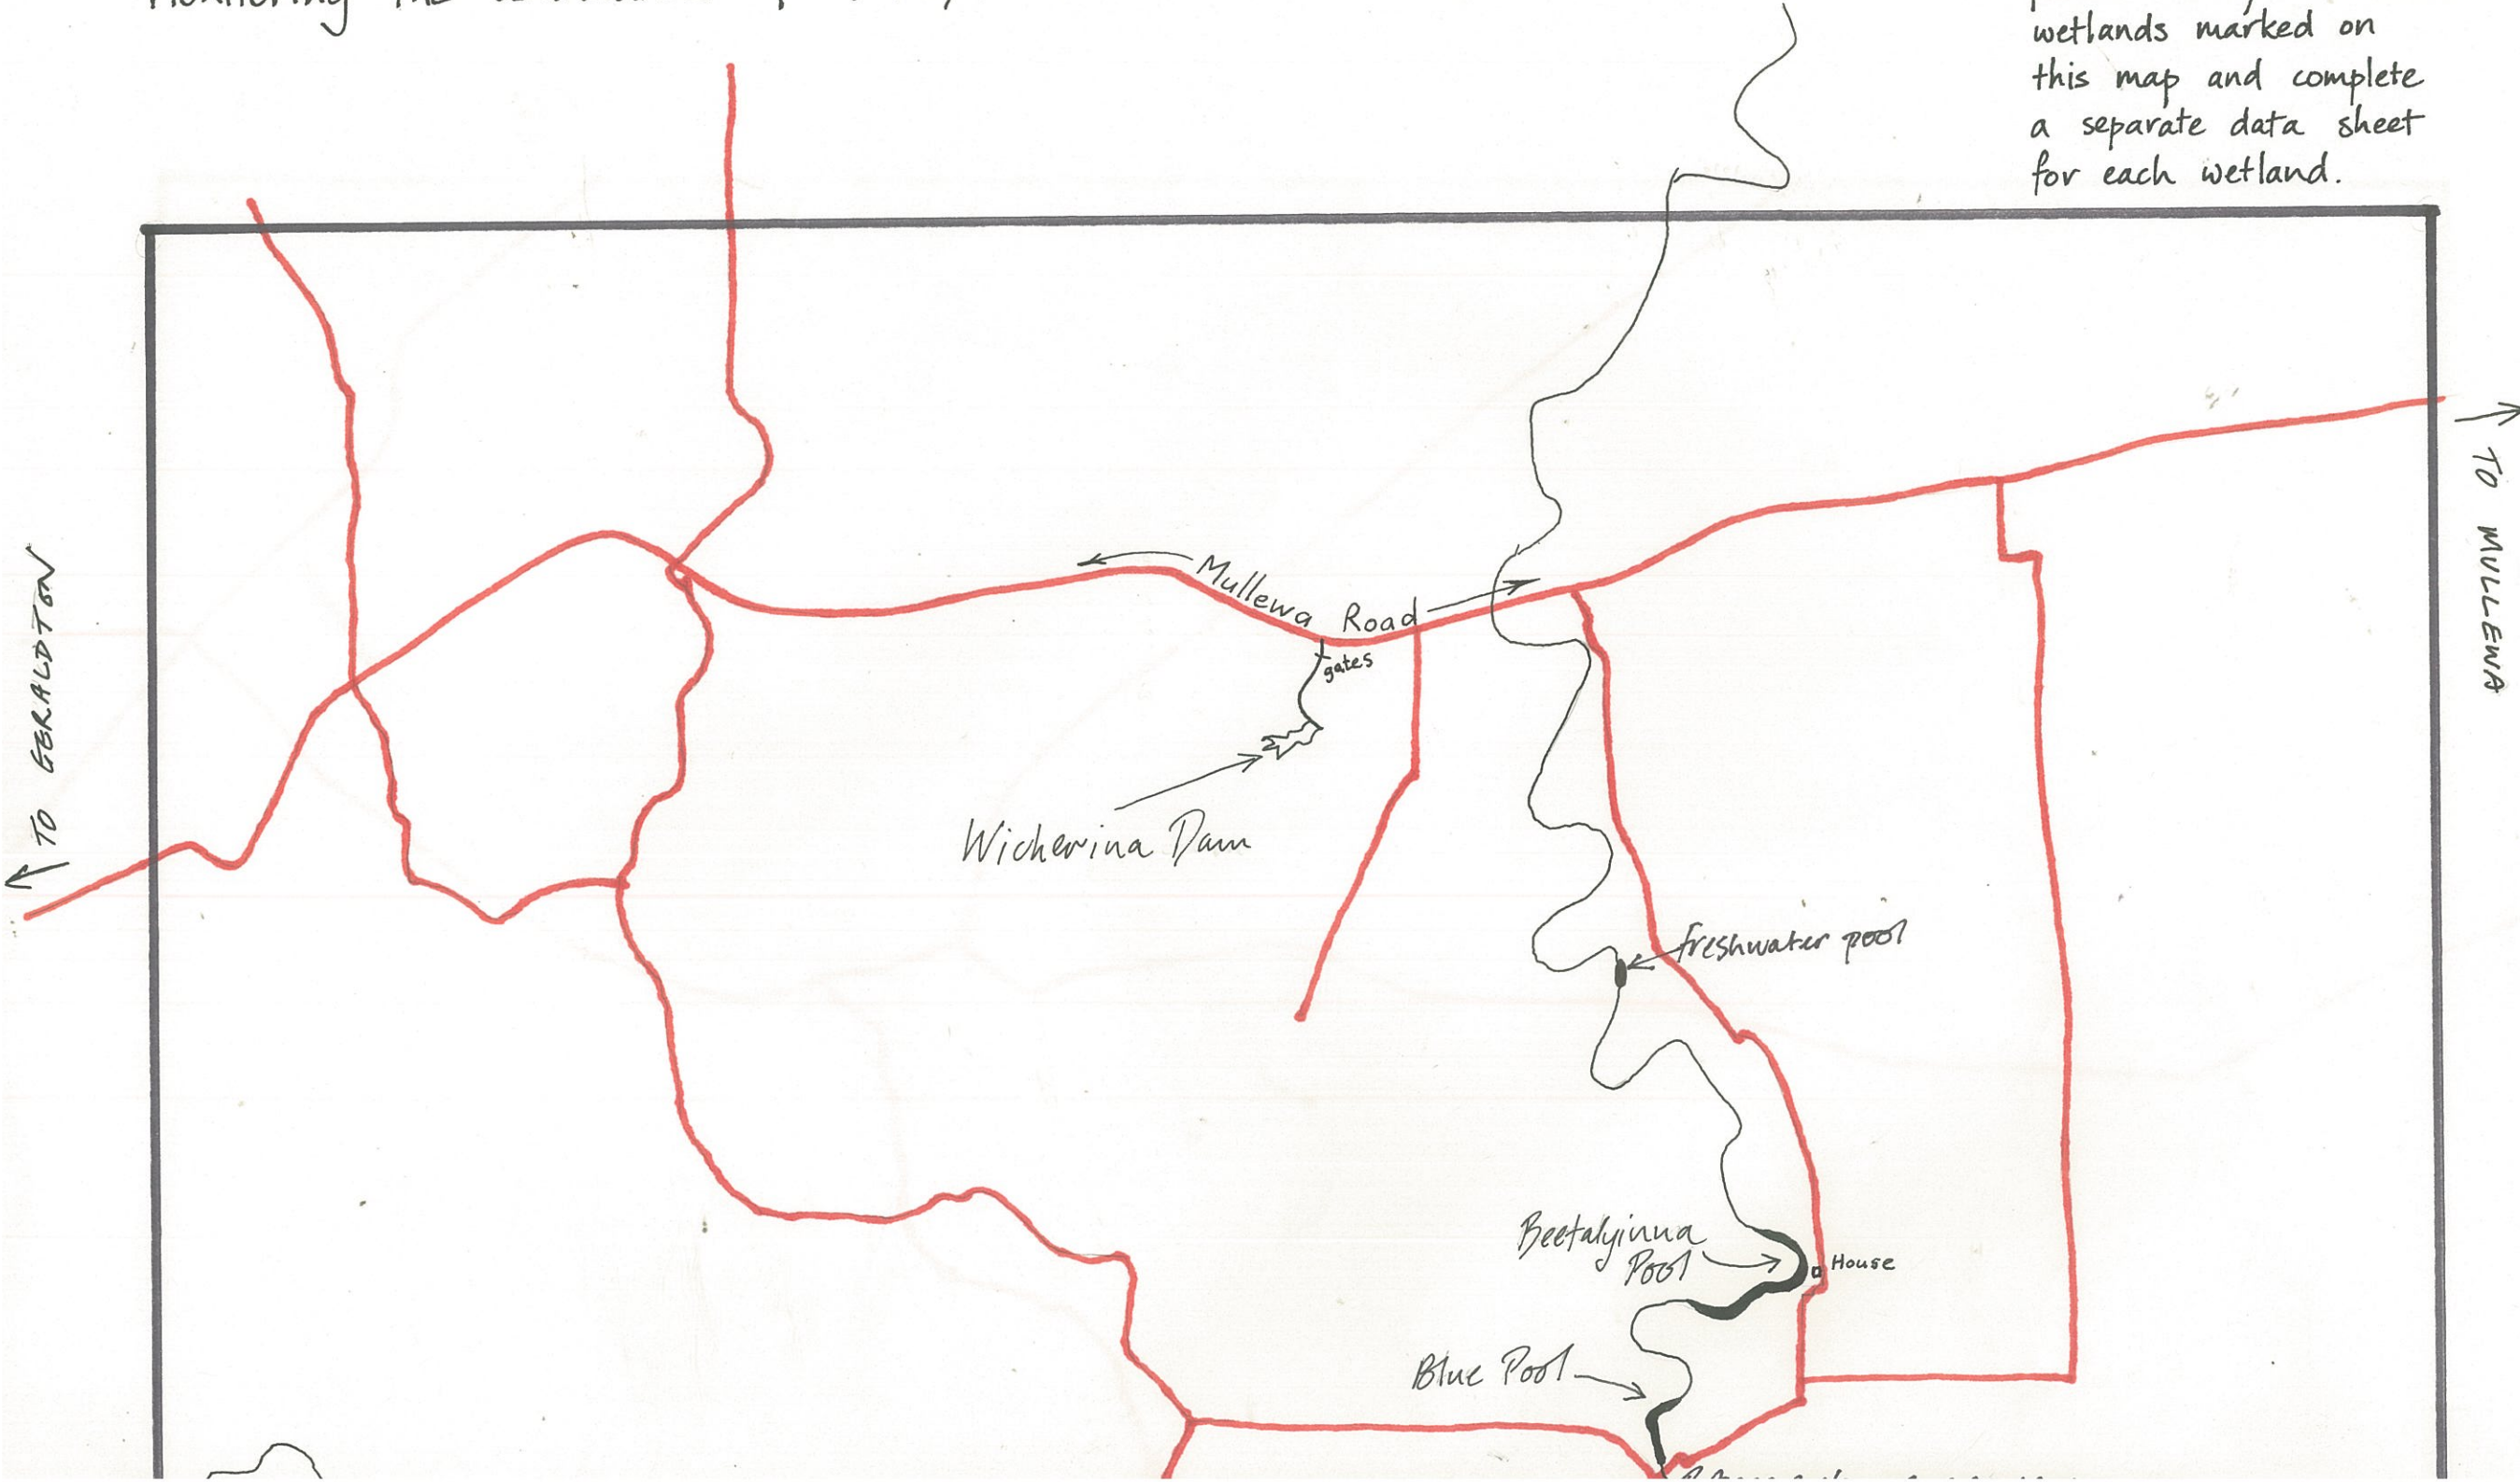 wetlands marked on
this map and complete
a separate data sheet
for each wetland.
TO GERALDTON
TO MULLEWA
Mullewa Road
gates
Wicherina Dam
freshwater pool
Beetalyinna
Pool
House
Blue Pool